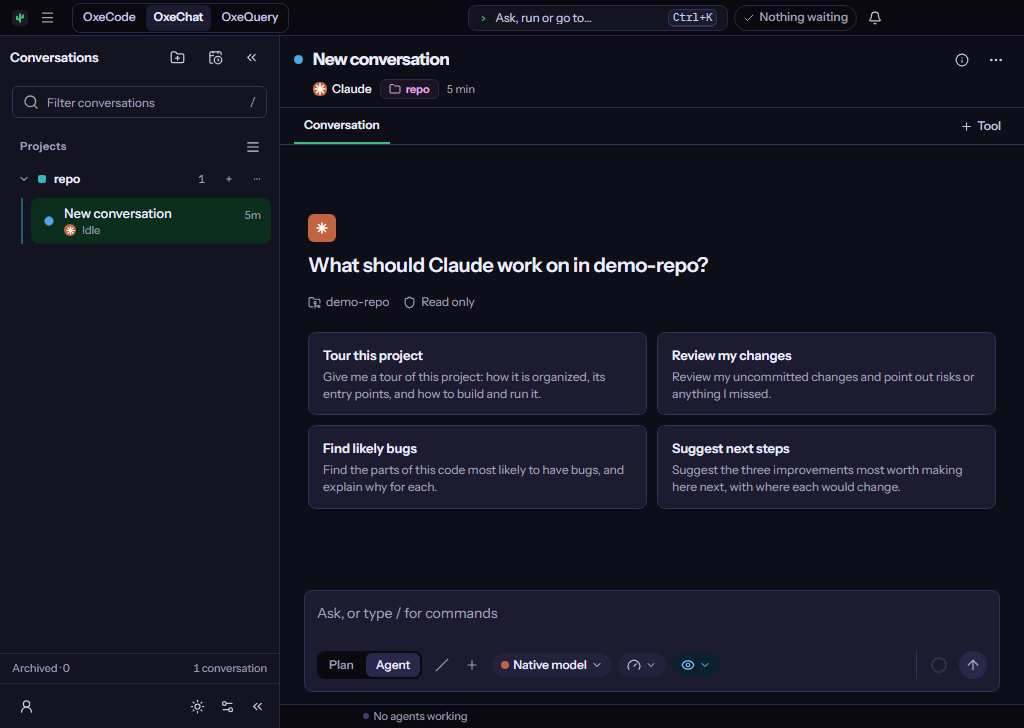 OxeCode OxeChat OxeQuery
Ask, run or go to... Ctrl+K
Nothing waiting
Conversations
Filter conversations /
Projects
repo 1 + ...
New conversation 5m
Idle
Archived · 0 1 conversation
New conversation
Claude repo 5 min
Conversation
+ Tool
What should Claude work on in demo-repo?
demo-repo Read only
Tour this project
Give me a tour of this project: how it is organized, its
entry points, and how to build and run it.
Review my changes
Review my uncommitted changes and point out risks or
anything I missed.
Find likely bugs
Find the parts of this code most likely to have bugs, and
explain why for each.
Suggest next steps
Suggest the three improvements most worth making
here next, with where each would change.
Ask, or type / for commands
Plan Agent Native model
No agents working